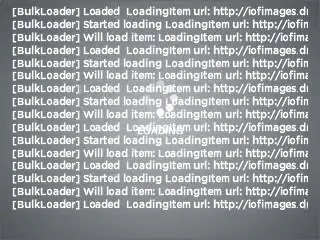 [BulkLoader] Loaded LoadingItem url: http://iofimages.d
[BulkLoader] Started loading LoadingItem url: http://iofin
[BulkLoader] Will load item: LoadingItem url: http://iofima
[BulkLoader] Loaded LoadingItem url: http://iofimages.d
[BulkLoader] Started loading LoadingItem url: http://iofin
[BulkLoader] Will load item: LoadingItem url: http://iofima
[BulkLoader] Loaded LoadingItem url: http://iofimages.d
[BulkLoader] Started loading LoadingItem url: http://iofin
[BulkLoader] Will load item: LoadingItem url: http://iofima
[BulkLoader] Loaded LoadingItem url: http://iofimages.d
LOADING
[BulkLoader] Started loading LoadingItem url: http://iofin
[BulkLoader] Will load item: LoadingItem url: http://iofima
[BulkLoader] Loaded LoadingItem url: http://iofimages.d
[BulkLoader] Started loading LoadingItem url: http://iofin
[BulkLoader] Will load item: LoadingItem url: http://iofima
[BulkLoader] Loaded LoadingItem url: http://iofimages.d